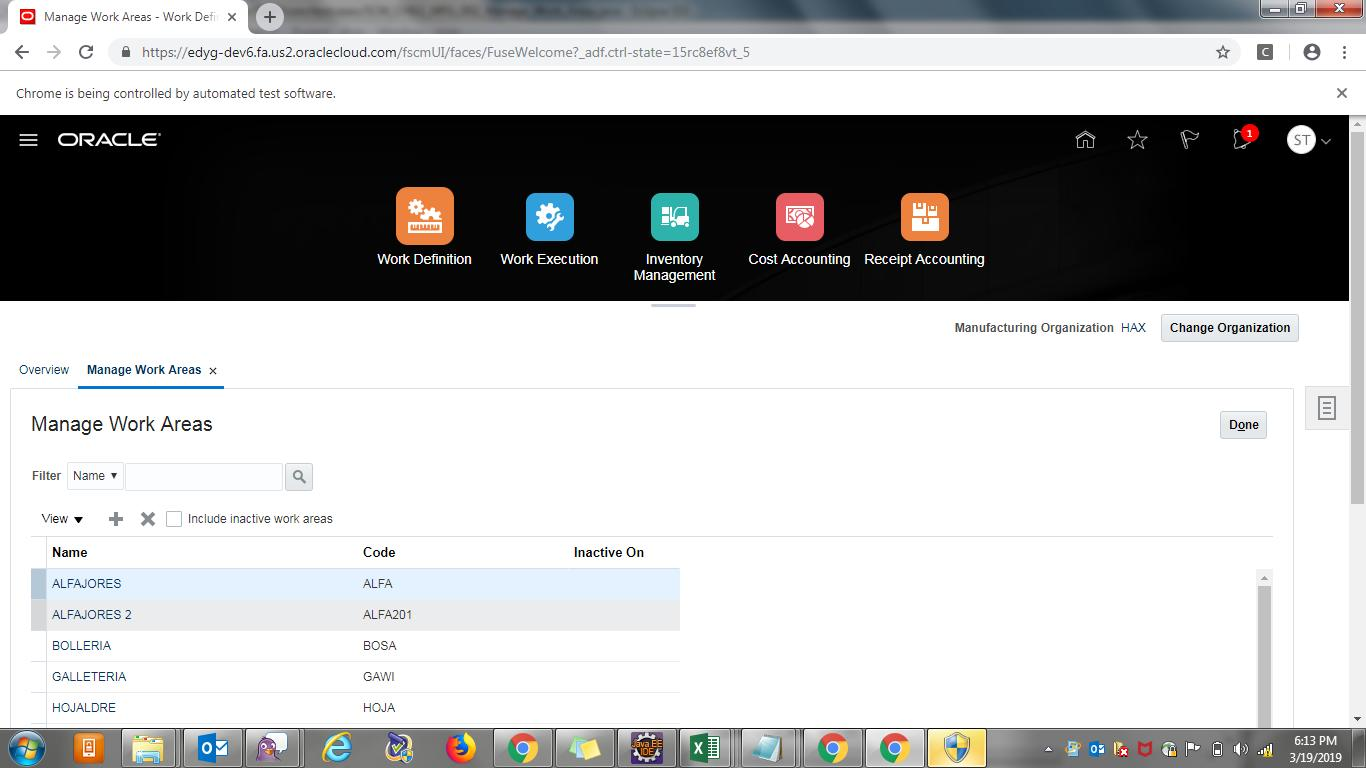 Manage Work Areas - Work Defin
https://edyg-dev6.fa.us2.oraclecloud.com/fscmUI/faces/FuseWelcome?_adf.ctrl-state=15rc8ef8vt_5
Chrome is being controlled by automated test software.
ORACLE
1
ST
Work Definition
Work Execution
Inventory Management
Cost Accounting
Receipt Accounting
Manufacturing Organization HAX Change Organization
Overview Manage Work Areas
Manage Work Areas
Done
Filter Name
View Include inactive work areas
Name Code Inactive On
ALFAJORES ALFA
ALFAJORES 2 ALFA201
BOLLERIA BOSA
GALLETERIA GAWI
HOJALDRE HOJA
Java EE IDE
6:13 PM
3/19/2019